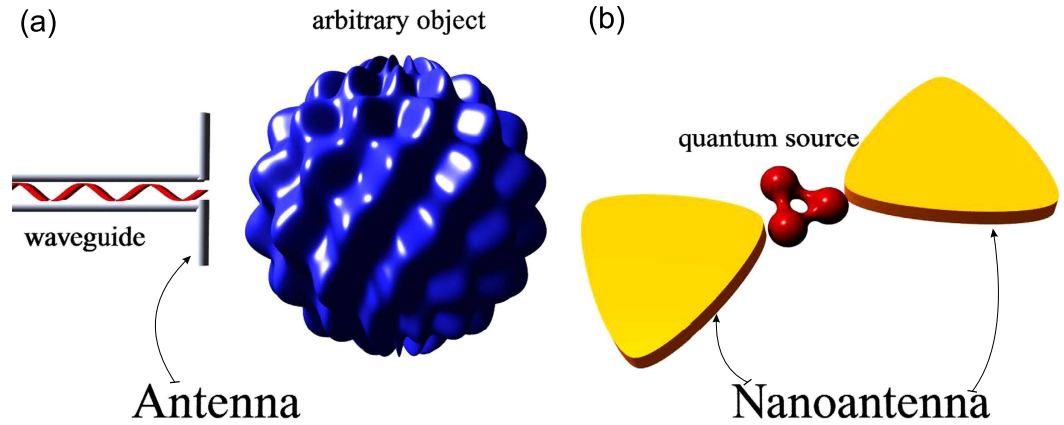 (a)
arbitrary object
waveguide
Antenna
(b)
quantum source
Nanoantenna